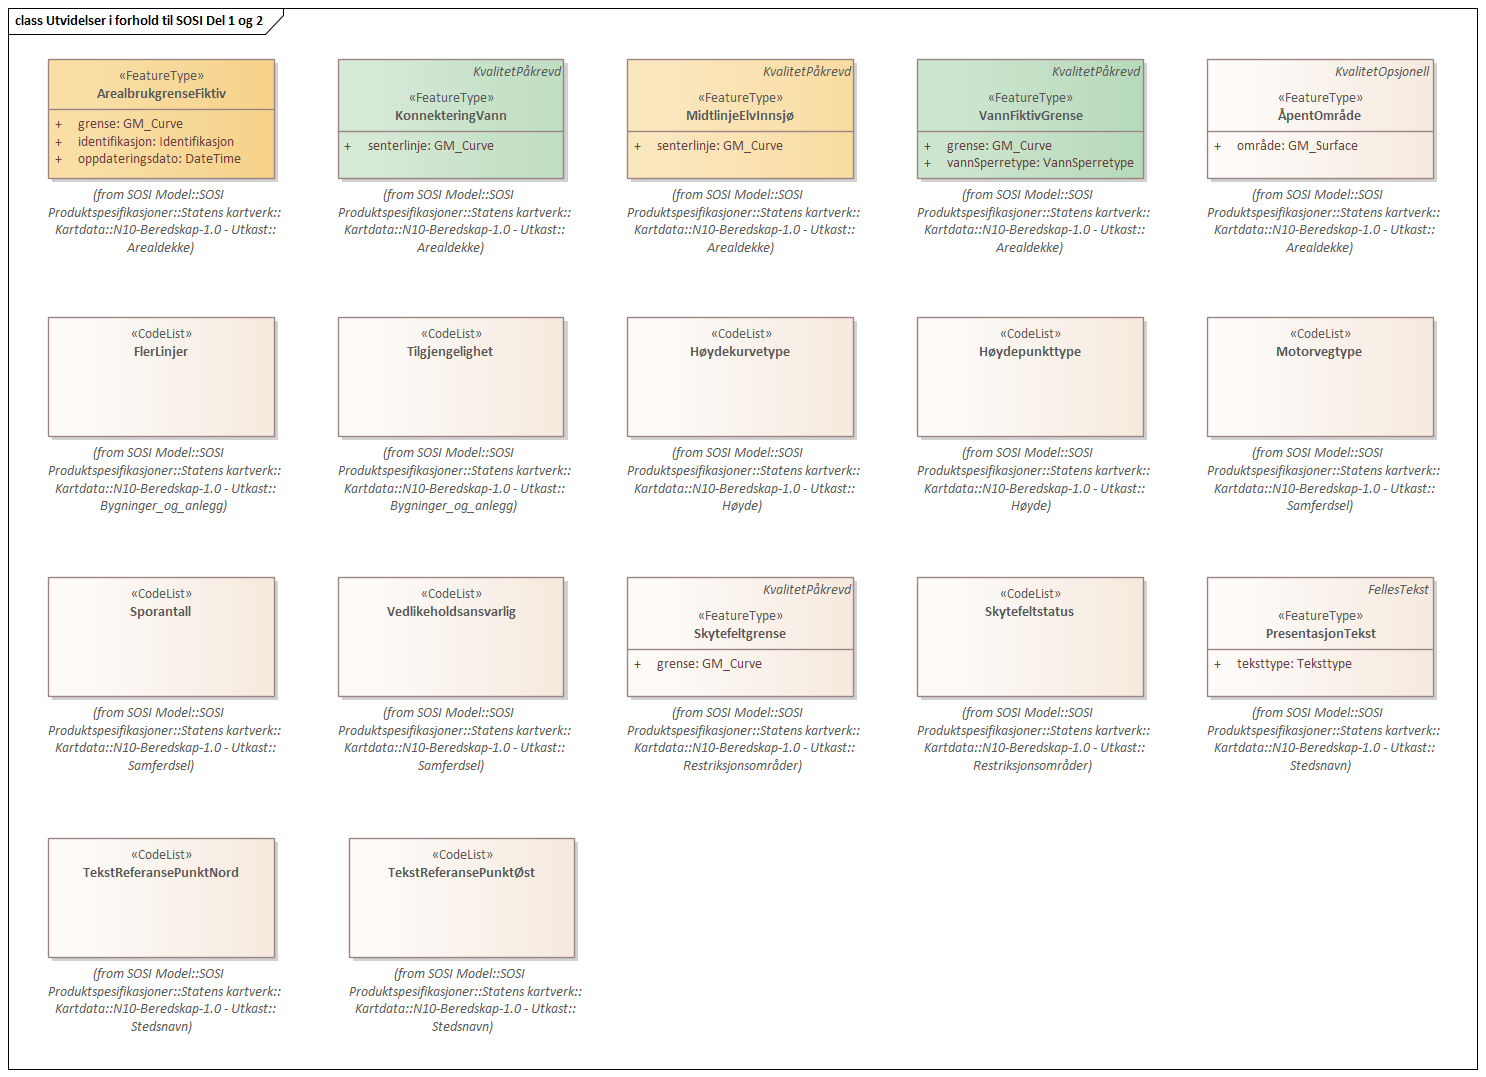 class Utvidelser i forhold til SOSI Del 1 og 2
«FeatureType»
ArealbrukgrenseFiktiv
+ grense: GM_Curve
+ identifikasjon: Identifikasjon
+ oppdateringsdato: DateTime
(from SOSI Model::SOSI
Produktspesifikasjoner::Statens kartverk::
Kartdata::N10-Beredskap-1.0 - Utkast::
Arealdekke)
KvalitetPåkrevd
«FeatureType»
KonnekteringVann
+ senterlinje: GM_Curve
(from SOSI Model::SOSI
Produktspesifikasjoner::Statens kartverk::
Kartdata::N10-Beredskap-1.0 - Utkast::
Arealdekke)
KvalitetPåkrevd
«FeatureType»
MidtlinjeElvInnsjø
+ senterlinje: GM_Curve
(from SOSI Model::SOSI
Produktspesifikasjoner::Statens kartverk::
Kartdata::N10-Beredskap-1.0 - Utkast::
Arealdekke)
KvalitetPåkrevd
«FeatureType»
VannFiktivGrense
+ grense: GM_Curve
+ vannSperretype: VannSperretype
(from SOSI Model::SOSI
Produktspesifikasjoner::Statens kartverk::
Kartdata::N10-Beredskap-1.0 - Utkast::
Arealdekke)
KvalitetOpsjonell
«FeatureType»
ÅpentOmråde
+ område: GM_Surface
(from SOSI Model::SOSI
Produktspesifikasjoner::Statens kartverk::
Kartdata::N10-Beredskap-1.0 - Utkast::
Arealdekke)
«CodeList»
FlerLinjer
(from SOSI Model::SOSI
Produktspesifikasjoner::Statens kartverk::
Kartdata::N10-Beredskap-1.0 - Utkast::
Bygninger_og_anlegg)
«CodeList»
Tilgjengelighet
(from SOSI Model::SOSI
Produktspesifikasjoner::Statens kartverk::
Kartdata::N10-Beredskap-1.0 - Utkast::
Bygninger_og_anlegg)
«CodeList»
Høydekurvetype
(from SOSI Model::SOSI
Produktspesifikasjoner::Statens kartverk::
Kartdata::N10-Beredskap-1.0 - Utkast::
Høyde)
«CodeList»
Høydepunkttype
(from SOSI Model::SOSI
Produktspesifikasjoner::Statens kartverk::
Kartdata::N10-Beredskap-1.0 - Utkast::
Høyde)
«CodeList»
Motorvegtype
(from SOSI Model::SOSI
Produktspesifikasjoner::Statens kartverk::
Kartdata::N10-Beredskap-1.0 - Utkast::
Samferdsel)
«CodeList»
Sporantall
(from SOSI Model::SOSI
Produktspesifikasjoner::Statens kartverk::
Kartdata::N10-Beredskap-1.0 - Utkast::
Samferdsel)
«CodeList»
Vedlikeholdsansvarlig
(from SOSI Model::SOSI
Produktspesifikasjoner::Statens kartverk::
Kartdata::N10-Beredskap-1.0 - Utkast::
Samferdsel)
KvalitetPåkrevd
«FeatureType»
Skytefeltgrense
+ grense: GM_Curve
(from SOSI Model::SOSI
Produktspesifikasjoner::Statens kartverk::
Kartdata::N10-Beredskap-1.0 - Utkast::
Restriksjonsområder)
«CodeList»
Skytefeltstatus
(from SOSI Model::SOSI
Produktspesifikasjoner::Statens kartverk::
Kartdata::N10-Beredskap-1.0 - Utkast::
Restriksjonsområder)
FellesTekst
«FeatureType»
PresentasjonTekst
+ teksttype: Teksttype
(from SOSI Model::SOSI
Produktspesifikasjoner::Statens kartverk::
Kartdata::N10-Beredskap-1.0 - Utkast::
Stedsnavn)
«CodeList»
TekstReferansePunktNord
(from SOSI Model::SOSI
Produktspesifikasjoner::Statens kartverk::
Kartdata::N10-Beredskap-1.0 - Utkast::
Stedsnavn)
«CodeList»
TekstReferansePunktØst
(from SOSI Model::SOSI
Produktspesifikasjoner::Statens kartverk::
Kartdata::N10-Beredskap-1.0 - Utkast::
Stedsnavn)